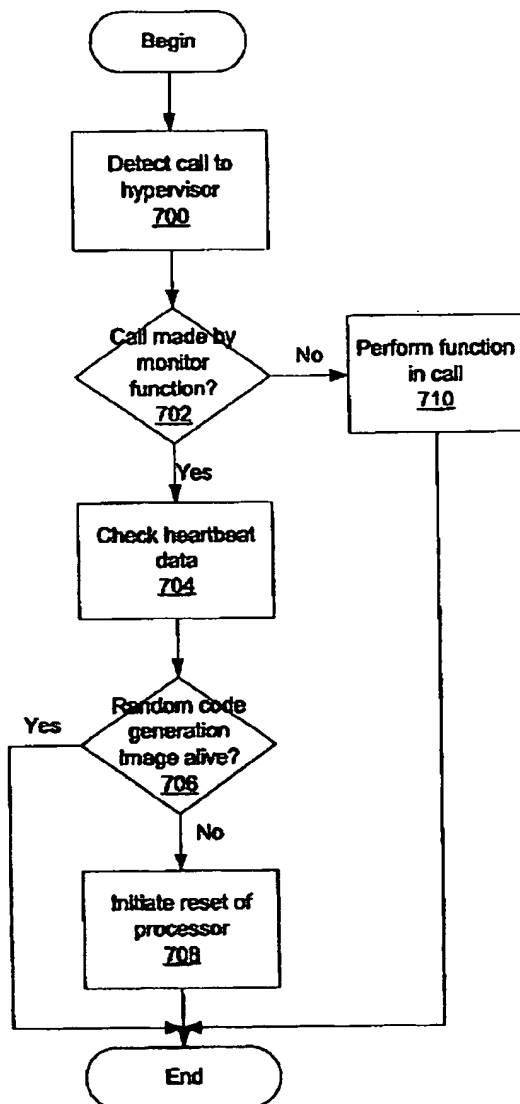 Begin
Detect call to
hypervisor
700
Call made by
monitor
function?
702
No
Perform function
in call
710
Yes
Check heartbeat
data
704
Random code
generation
image alive?
706
Yes
No
Initiate reset of
processor
708
End